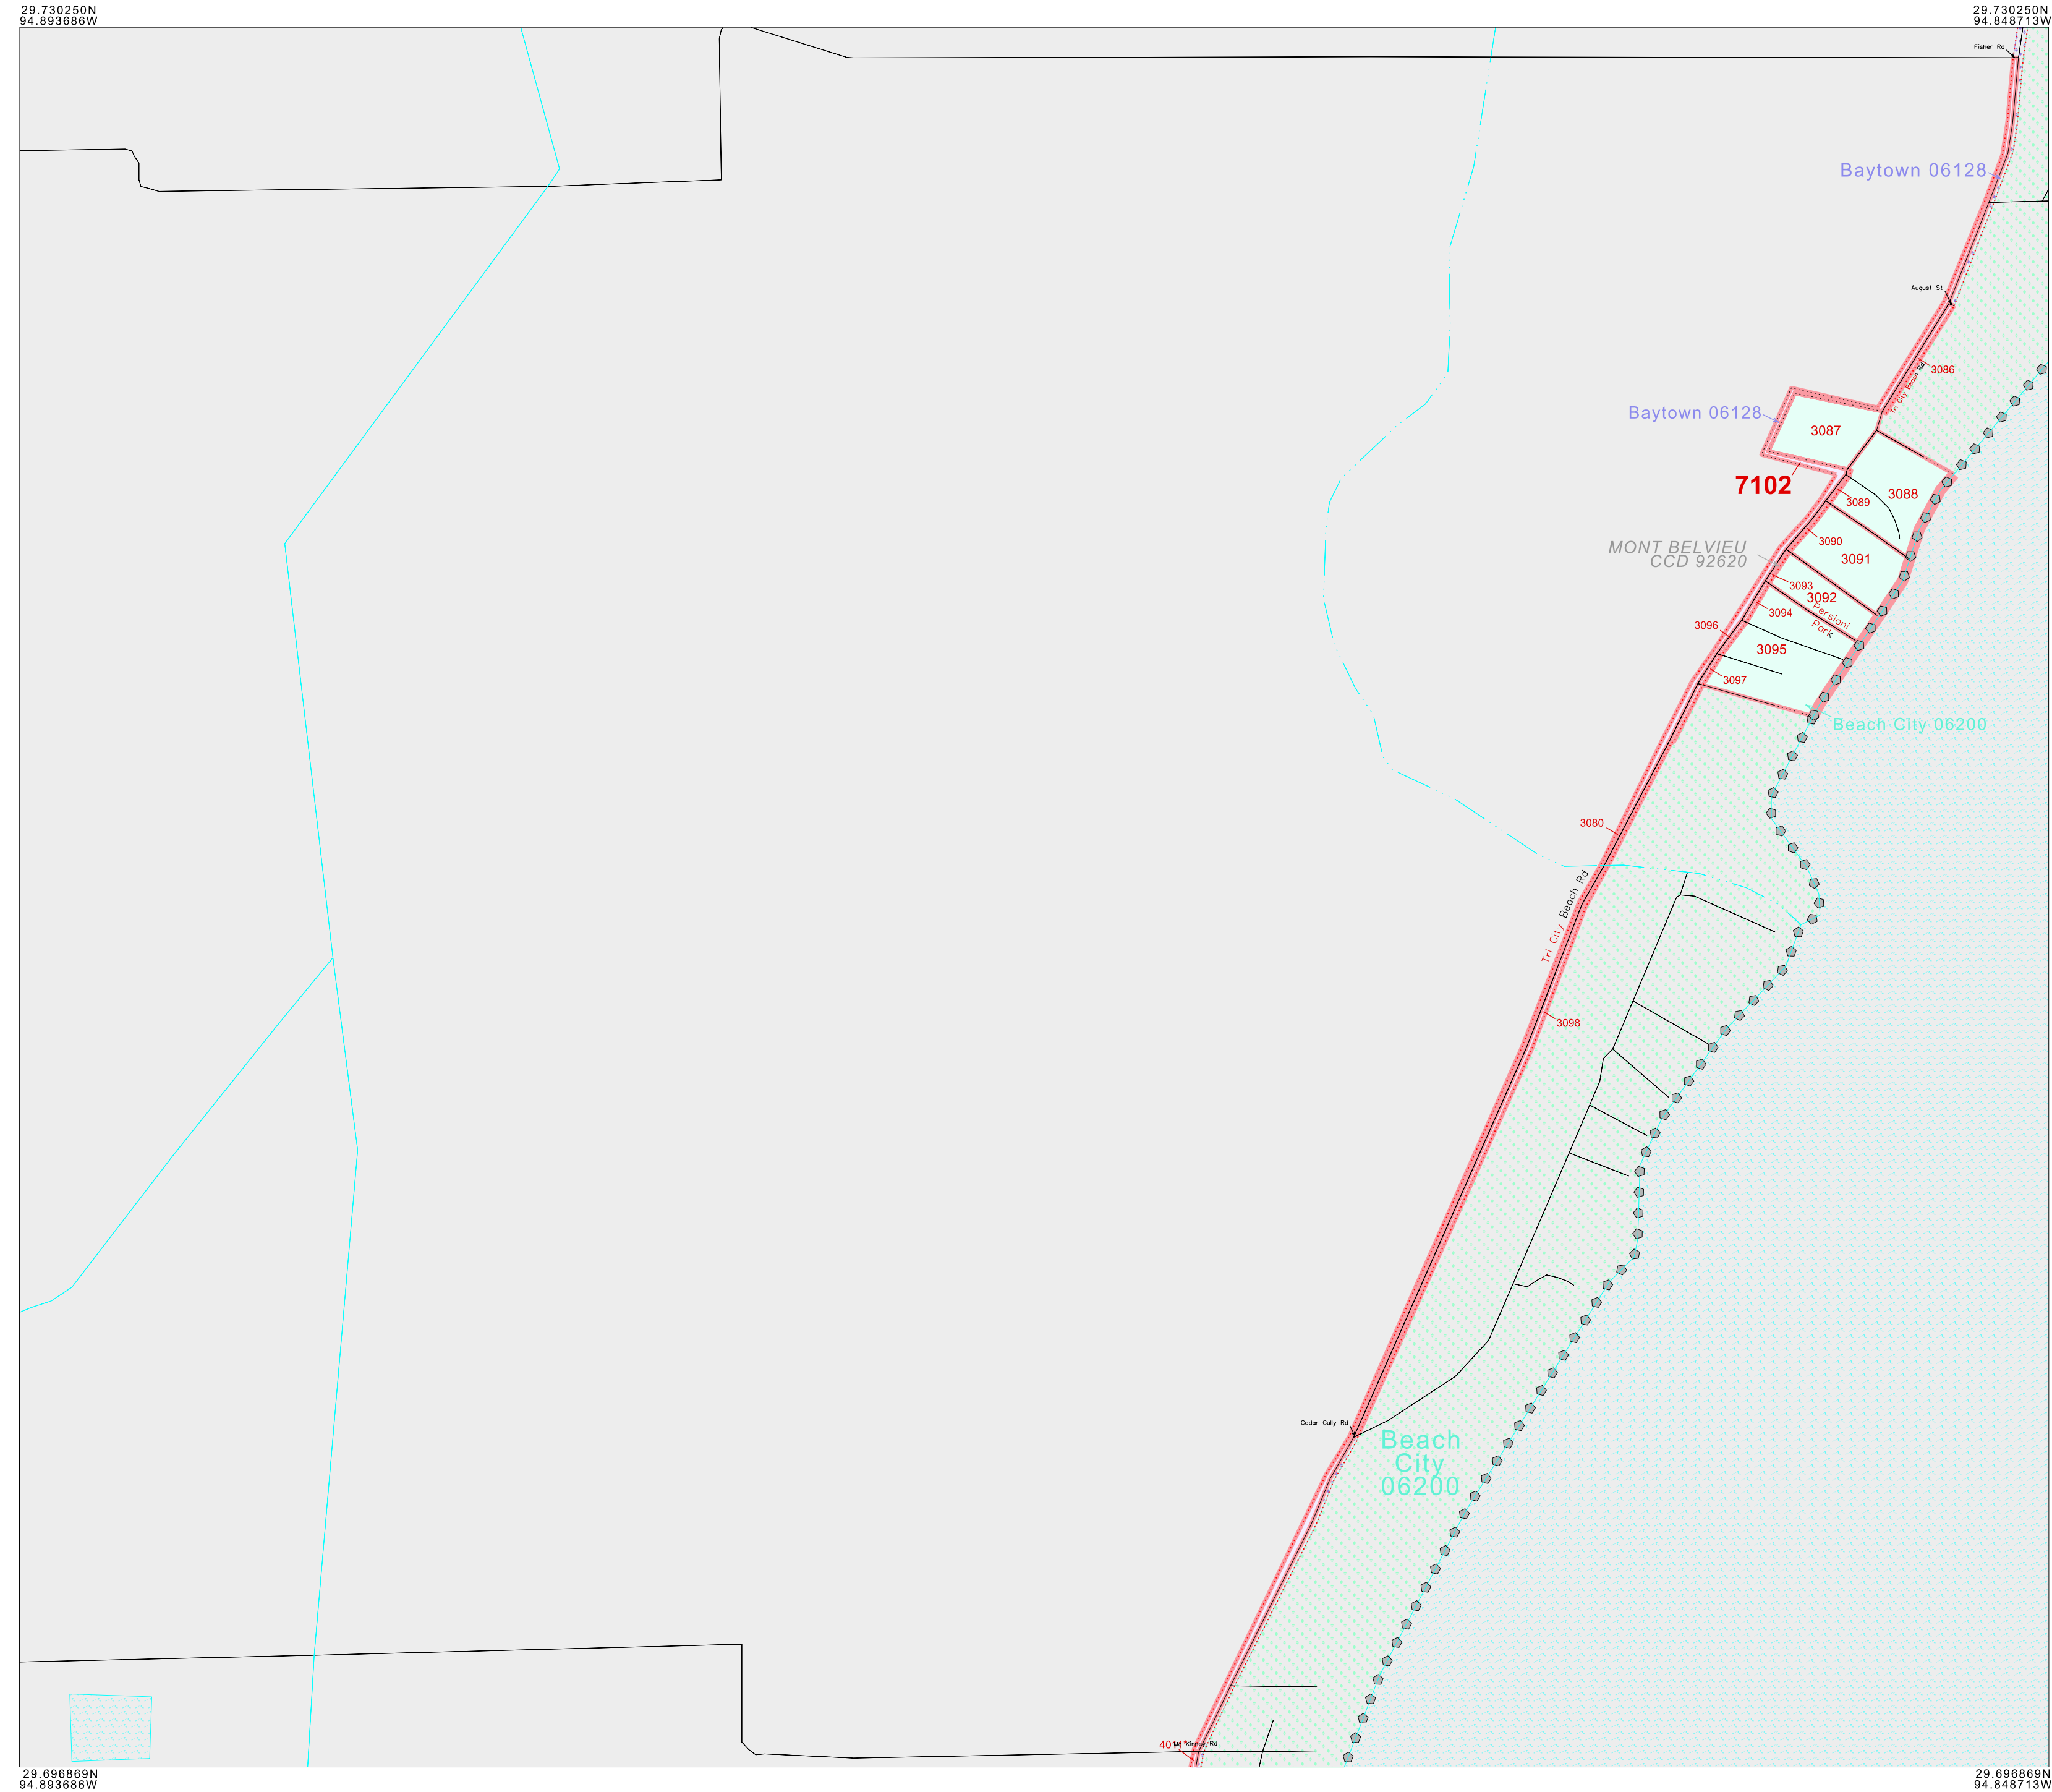 29.730250N
94.893686W
29.730250N
94.848713W
Fisher Rd
Baytown 06128
August St
3086
Tri City Beach Rd
Baytown 06128
3087
7102
3088
3089
3090
MONT BELVIEU
CCD 92620
3091
3093
3092
3094
Persiani
Park
3096
3095
3097
Beach City 06200
3080
Tri City Beach Rd
3098
Cedar Gully Rd
Beach
City
06200
Kinney Rd
29.696869N
94.893686W
29.696869N
94.848713W